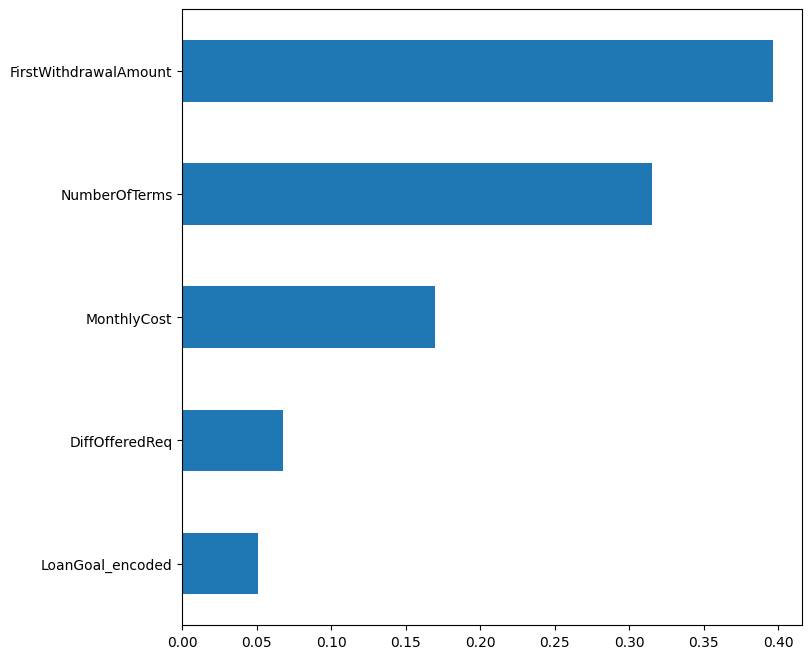 FirstWithdrawalAmount
NumberOfTerms
MonthlyCost
DiffOfferedReq
LoanGoal_encoded
0.00 0.05 0.10 0.15 0.20 0.25 0.30 0.35 0.40